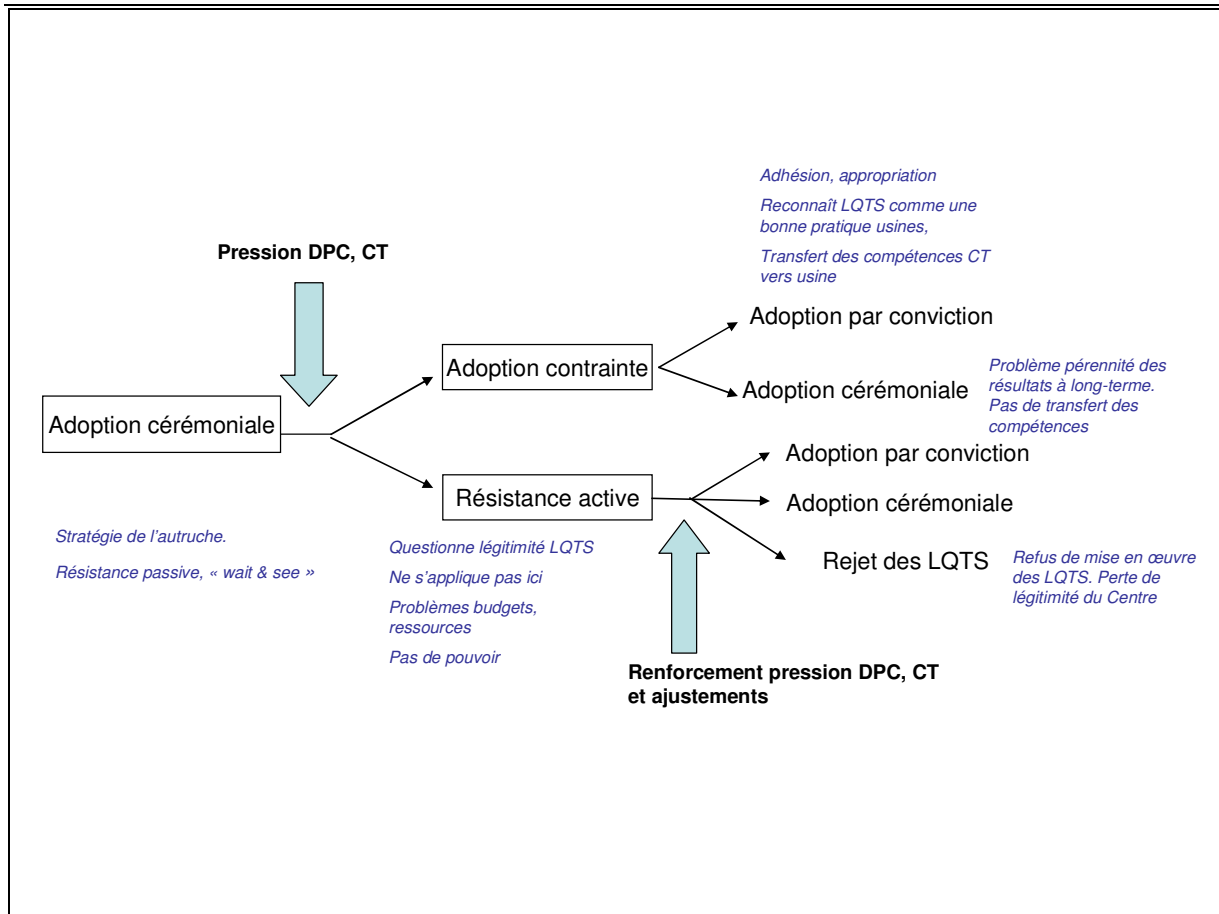 Adhésion, appropriation
Reconnaît LQTS comme une
bonne pratique usines,
Transfert des compétences CT
vers usine
Pression DPC, CT
Adoption par conviction
Adoption contrainte
Adoption cérémoniale
Problème pérennité des
résultats à long-terme.
Pas de transfert des
compétences
Adoption cérémoniale
Adoption par conviction
Résistance active
Adoption cérémoniale
Stratégie de l'autruche.
Résistance passive, « wait & see »
Questionne légitimité LQTS
Ne s'applique pas ici
Problèmes budgets,
ressources
Pas de pouvoir
Rejet des LQTS
Refus de mise en œuvre
des LQTS. Perte de
légitimité du Centre
Renforcement pression DPC, CT
et ajustements